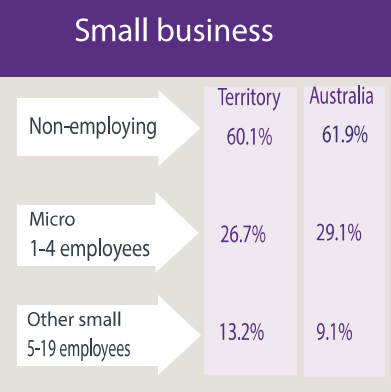 Small business
Territory Australia
Non-employing 60.1% 61.9%
Micro
1-4 employees 26.7% 29.1%
Other small
5-19 employees 13.2% 9.1%